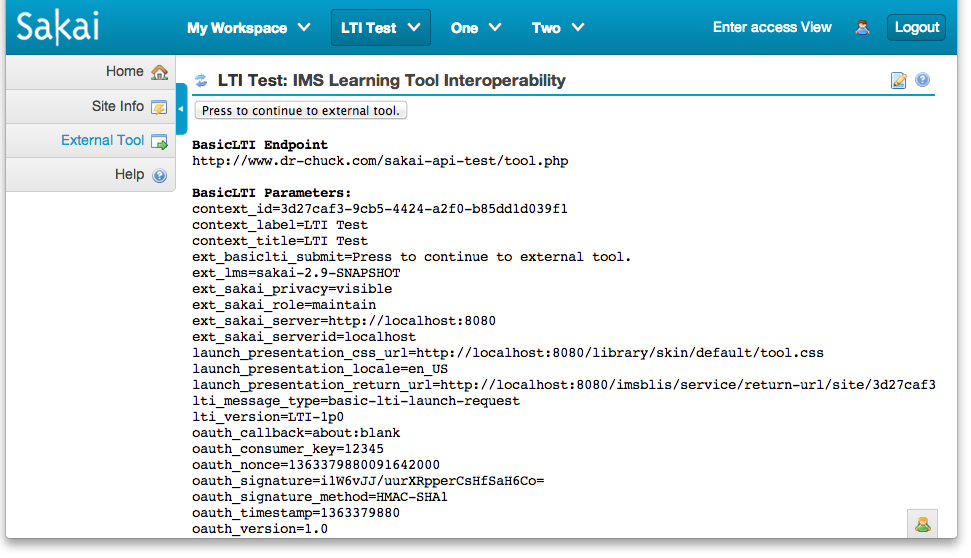 Sakai
My Workspace
LTI Test
One
Two
Enter access View
Logout
Home
Site Info
External Tool
Help
LTI Test: IMS Learning Tool Interoperability
Press to continue to external tool.
BasicLTI Endpoint
http://www.dr-chuck.com/sakai-api-test/tool.php
BasicLTI Parameters:
context_id=3d27caf3-9cb5-4424-a2f0-b85dd1d039f1
context_label=LTI Test
context_title=LTI Test
ext_basiclti_submit=Press to continue to external tool.
ext_lms=sakai-2.9-SNAPSHOT
ext_sakai_privacy=visible
ext_sakai_role=maintain
ext_sakai_server=http://localhost:8080
ext_sakai_serverid=localhost
launch_presentation_css_url=http://localhost:8080/library/skin/default/tool.css
launch_presentation_locale=en_US
launch_presentation_return_url=http://localhost:8080/imsblis/service/return-url/site/3d27caf3
lti_message_type=basic-lti-launch-request
lti_version=LTI-1p0
oauth_callback=about:blank
oauth_consumer_key=12345
oauth_nonce=1363379880091642000
oauth_signature=i1W6vJJ/uurXRpperCsHfSaH6Co=
oauth_signature_method=HMAC-SHA1
oauth_timestamp=1363379880
oauth_version=1.0